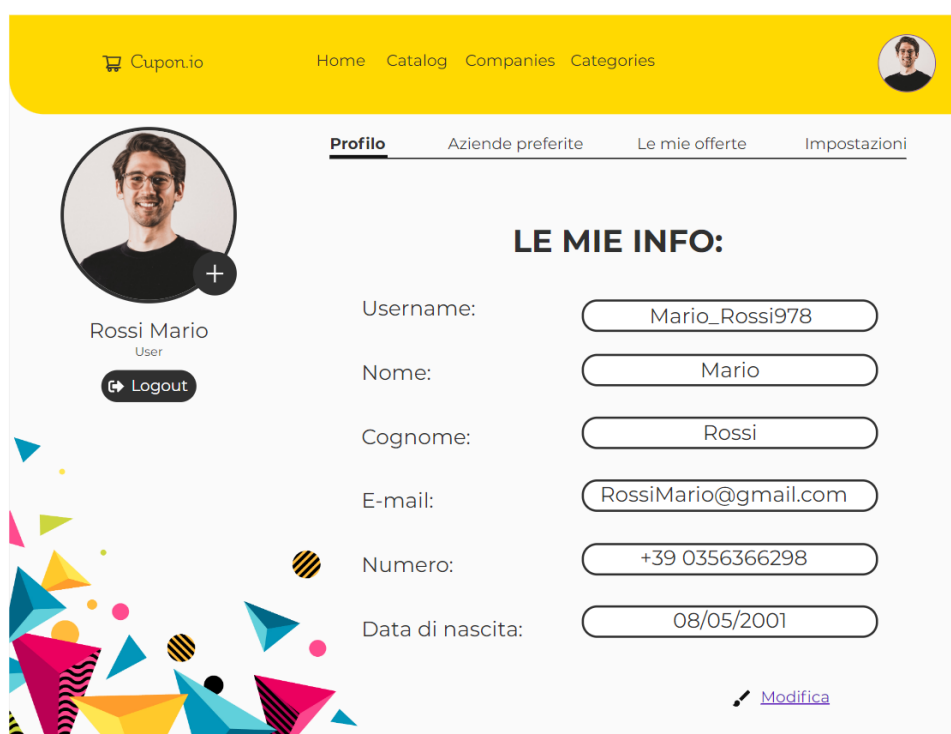 Cupon.io
Home Catalog Companies Categories
Profilo Aziende preferite Le mie offerte Impostazioni
Rossi Mario
User
Logout
LE MIE INFO:
Username: Mario_Rossi978
Nome: Mario
Cognome: Rossi
E-mail: RossiMario@gmail.com
Numero: +39 0356366298
Data di nascita: 08/05/2001
Modifica